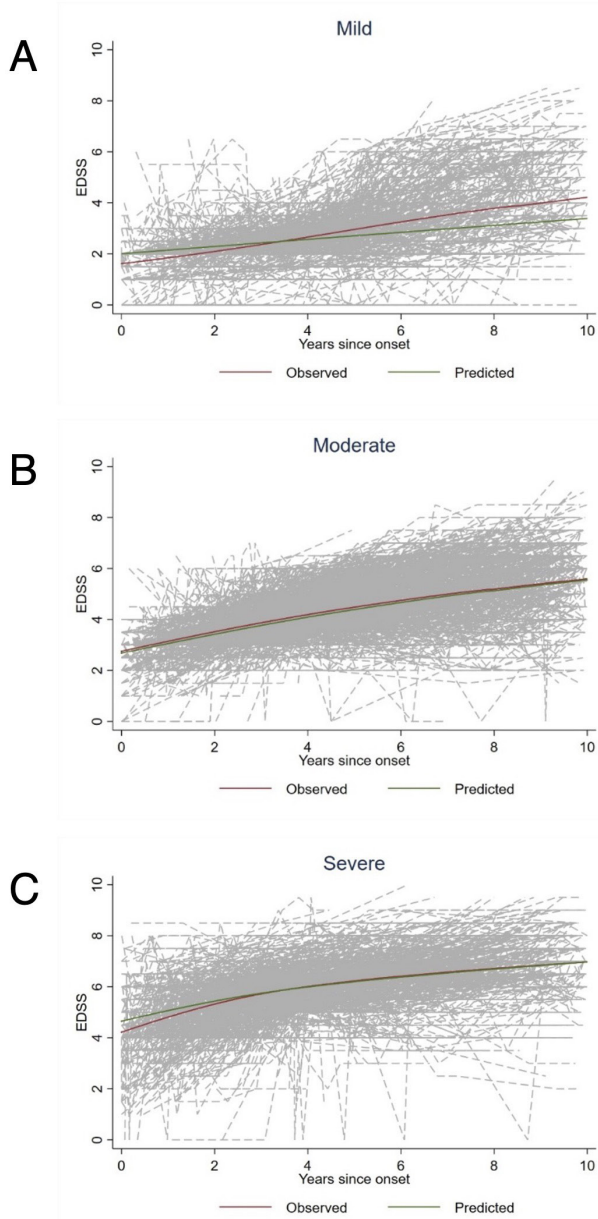 A
Mild
EDSS
10
8
6
4
2
0
0 2 4 6 8 10
Years since onset
Observed Predicted
B
Moderate
EDSS
10
8
6
4
2
0
0 2 4 6 8 10
Years since onset
Observed Predicted
C
Severe
EDSS
10
8
6
4
2
0
0 2 4 6 8 10
Years since onset
Observed Predicted